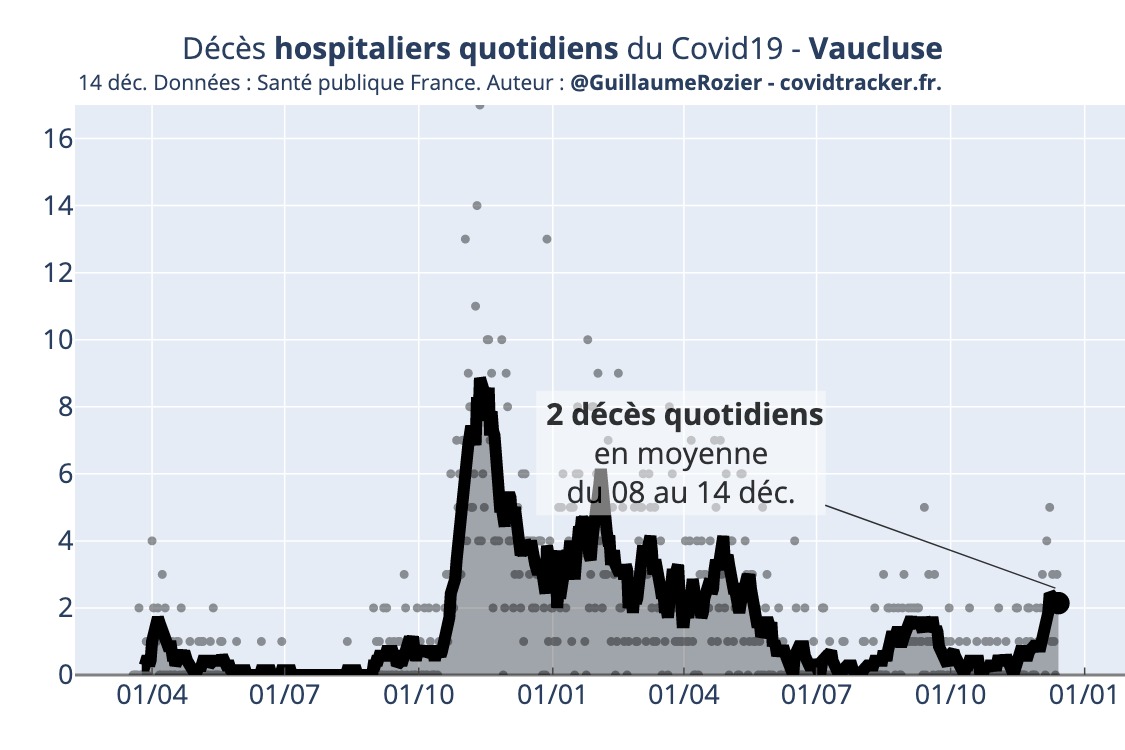 Décès hospitaliers quotidiens du Covid19 - Vaucluse
14 déc. Données : Santé publique France. Auteur : @GuillaumeRozier - covidtracker.fr.
16
14
12
10
8
6
4
2
0
2 décès quotidiens
en moyenne
du 08 au 14 déc.
01/04 01/07 01/10 01/01 01/04 01/07 01/10 01/01